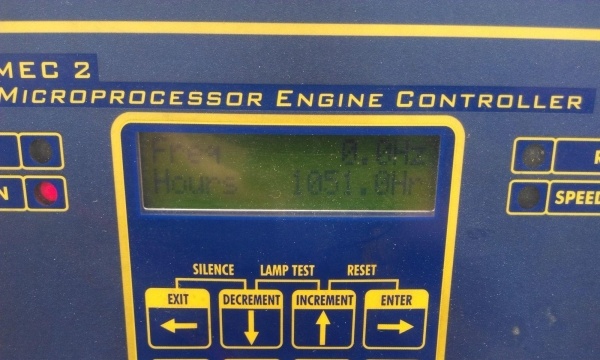 MEC 2
MICROPROCESSOR ENGINE CONTROLLER
Freq 0.0Hz
Hours 1051.0Hr
N
R
SPEED
SILENCE LAMP TEST RESET
EXIT DECREMENT INCREMENT ENTER